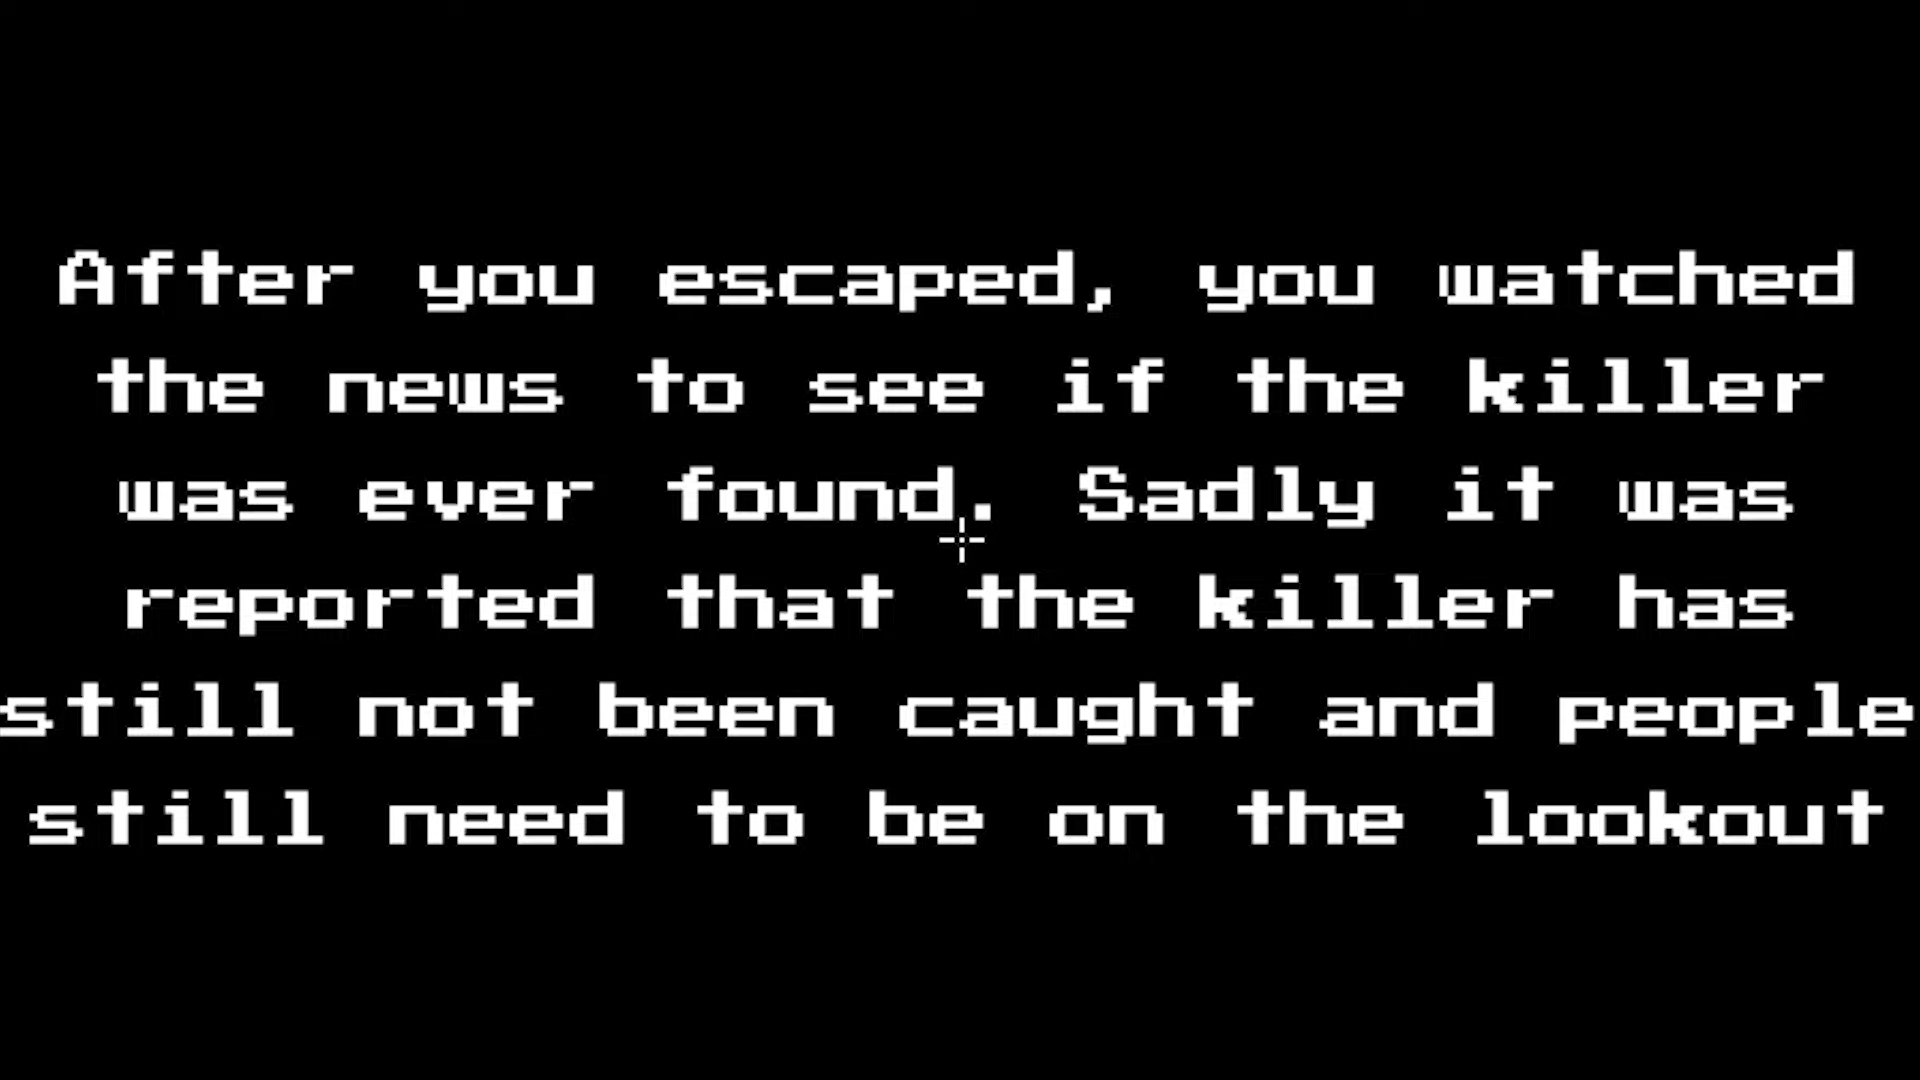 After you escaped, you watched
the news to see if the killer
was ever found. Sadly it was
reported that the killer has
still not been caught and people
still need to be on the lookout